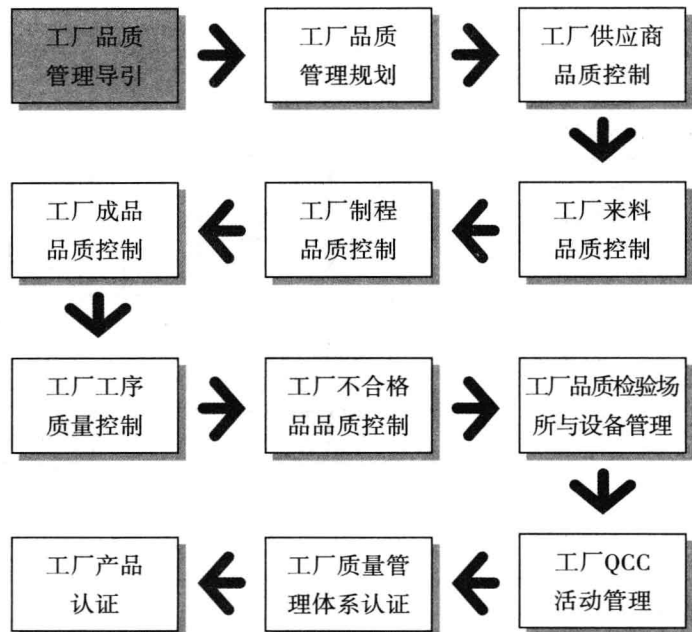 工厂品质
管理导引
工厂品质
管理规划
工厂供应商
品质控制
工厂来料
品质控制
工厂制程
品质控制
工厂成品
品质控制
工厂工序
质量控制
工厂不合格
品品质控制
工厂品质检验场
所与设备管理
工厂QCC
活动管理
工厂质量管
理体系认证
工厂产品
认证